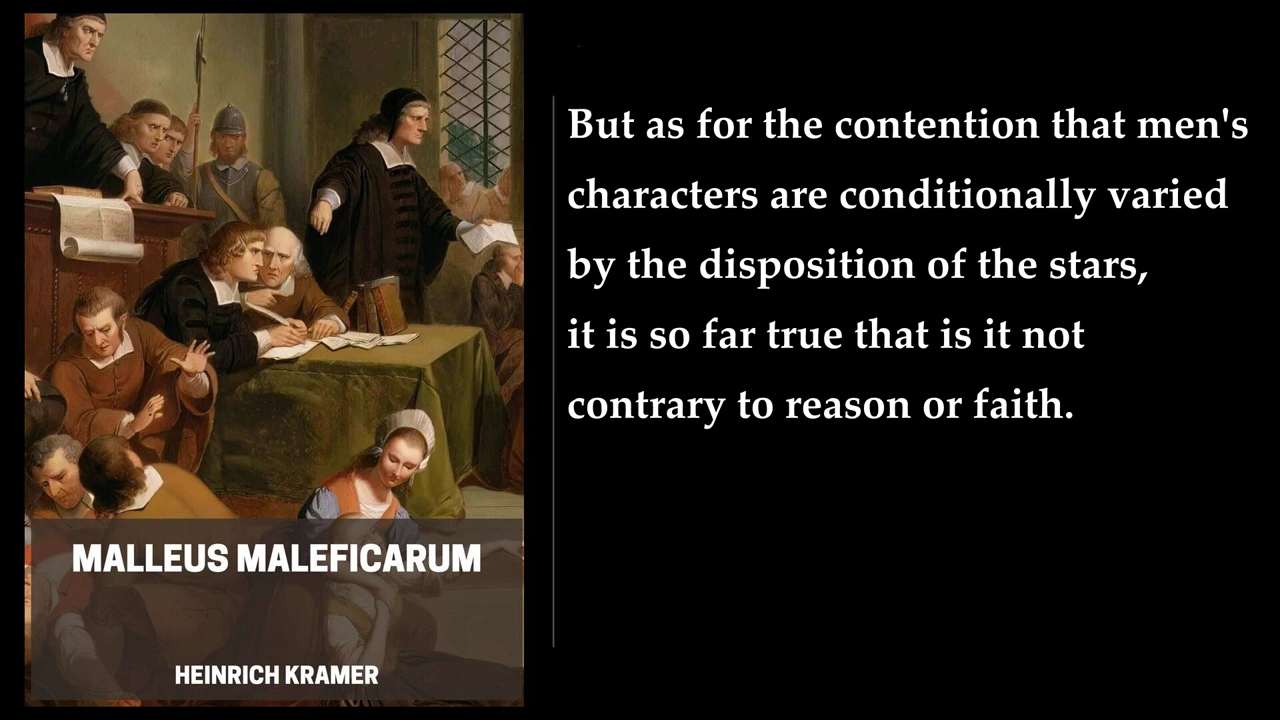 MALLEUS MALEFICARUM
HEINRICH KRAMER
But as for the contention that men's
characters are conditionally varied
by the disposition of the stars,
it is so far true that is it not
contrary to reason or faith.